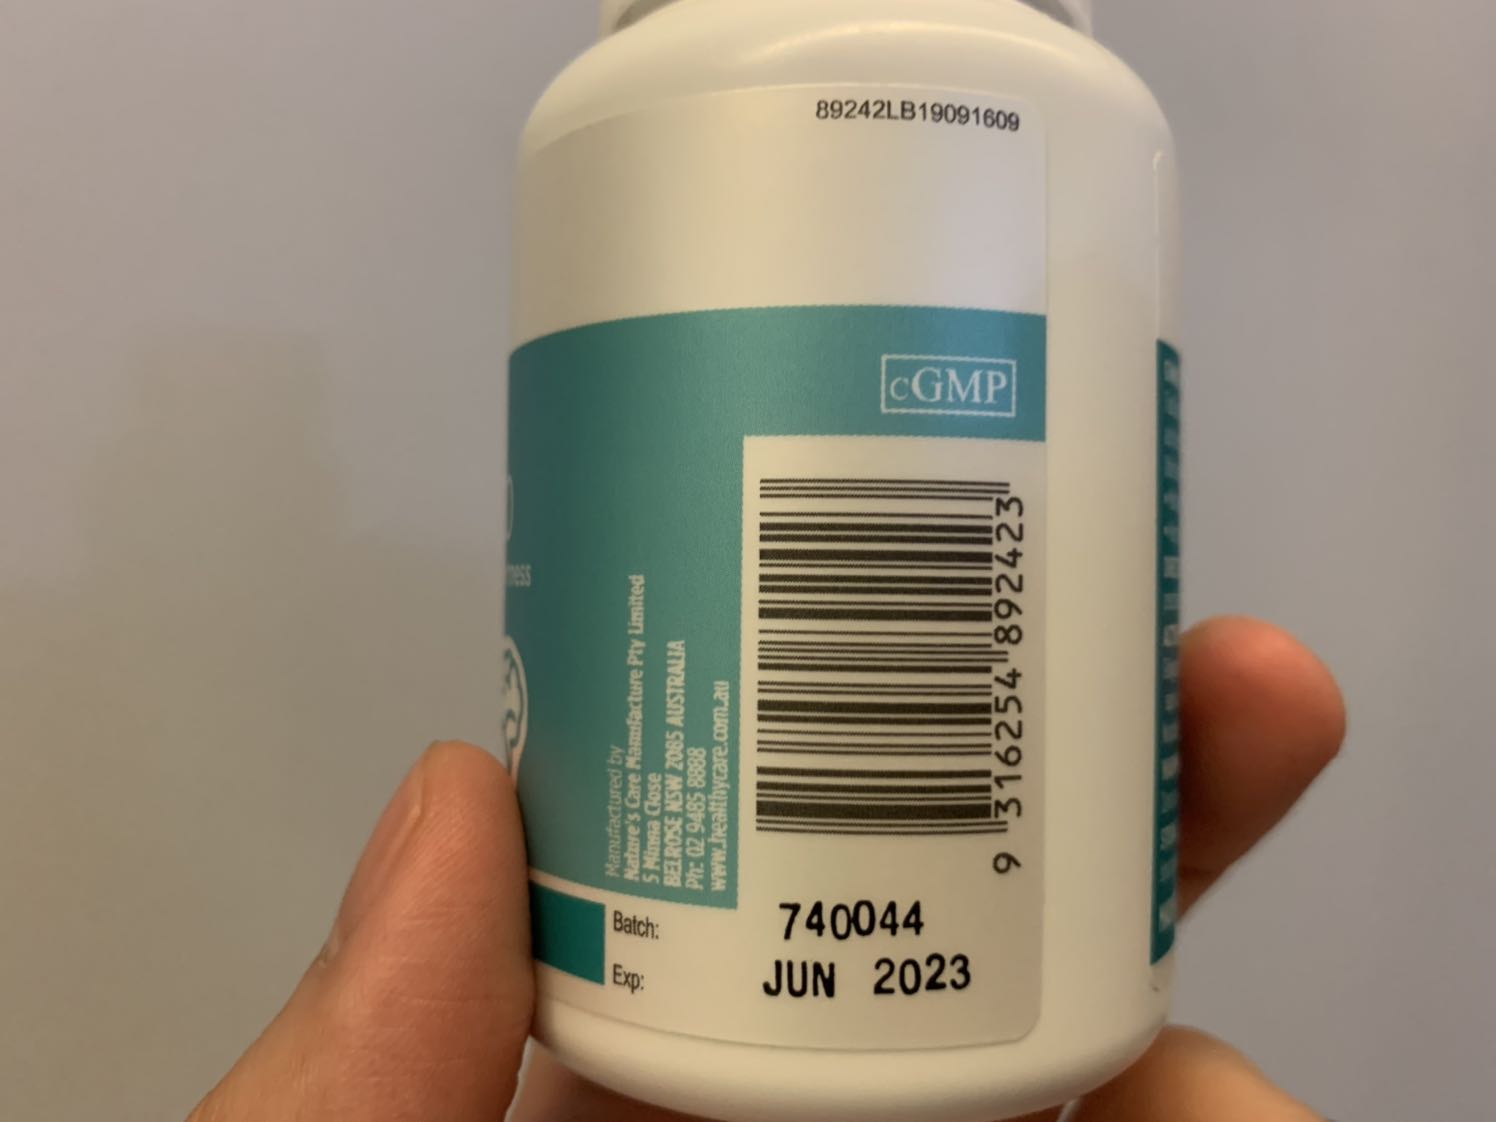 89242LB19091609
cGMP
Manufactured by
Nature's Care Manufacture Pty Limited
5 Minna Close
BELROSE NSW 2085 AUSTRALIA
Ph: 02 9485 8888
www.healthycare.com.au
9 316254 892423
Batch: 740044
Exp: JUN 2023